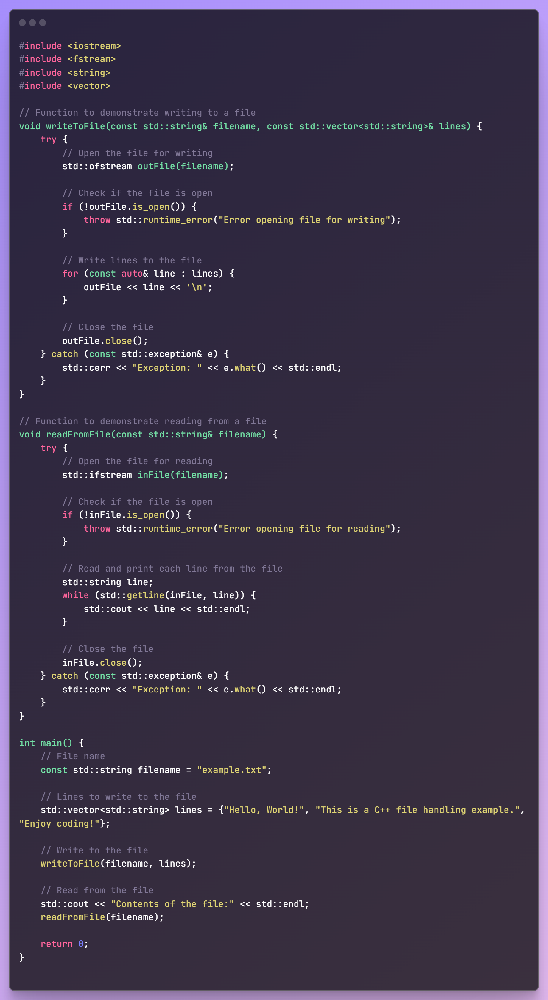 #include <iostream>
#include <fstream>
#include <string>
#include <vector>

// Function to demonstrate writing to a file
void writeToFile(const std::string& filename, const std::vector<std::string>& lines) {
    try {
        // Open the file for writing
        std::ofstream outFile(filename);

        // Check if the file is open
        if (!outFile.is_open()) {
            throw std::runtime_error("Error opening file for writing");
        }

        // Write lines to the file
        for (const auto& line : lines) {
            outFile << line << '\n';
        }

        // Close the file
        outFile.close();
    } catch (const std::exception& e) {
        std::cerr << "Exception: " << e.what() << std::endl;
    }
}

// Function to demonstrate reading from a file
void readFromFile(const std::string& filename) {
    try {
        // Open the file for reading
        std::ifstream inFile(filename);

        // Check if the file is open
        if (!inFile.is_open()) {
            throw std::runtime_error("Error opening file for reading");
        }

        // Read and print each line from the file
        std::string line;
        while (std::getline(inFile, line)) {
            std::cout << line << std::endl;
        }

        // Close the file
        inFile.close();
    } catch (const std::exception& e) {
        std::cerr << "Exception: " << e.what() << std::endl;
    }
}

int main() {
    // File name
    const std::string filename = "example.txt";

    // Lines to write to the file
    std::vector<std::string> lines = {"Hello, World!", "This is a C++ file handling example.",
"Enjoy coding!"};

    // Write to the file
    writeToFile(filename, lines);

    // Read from the file
    std::cout << "Contents of the file:" << std::endl;
    readFromFile(filename);

    return 0;
}